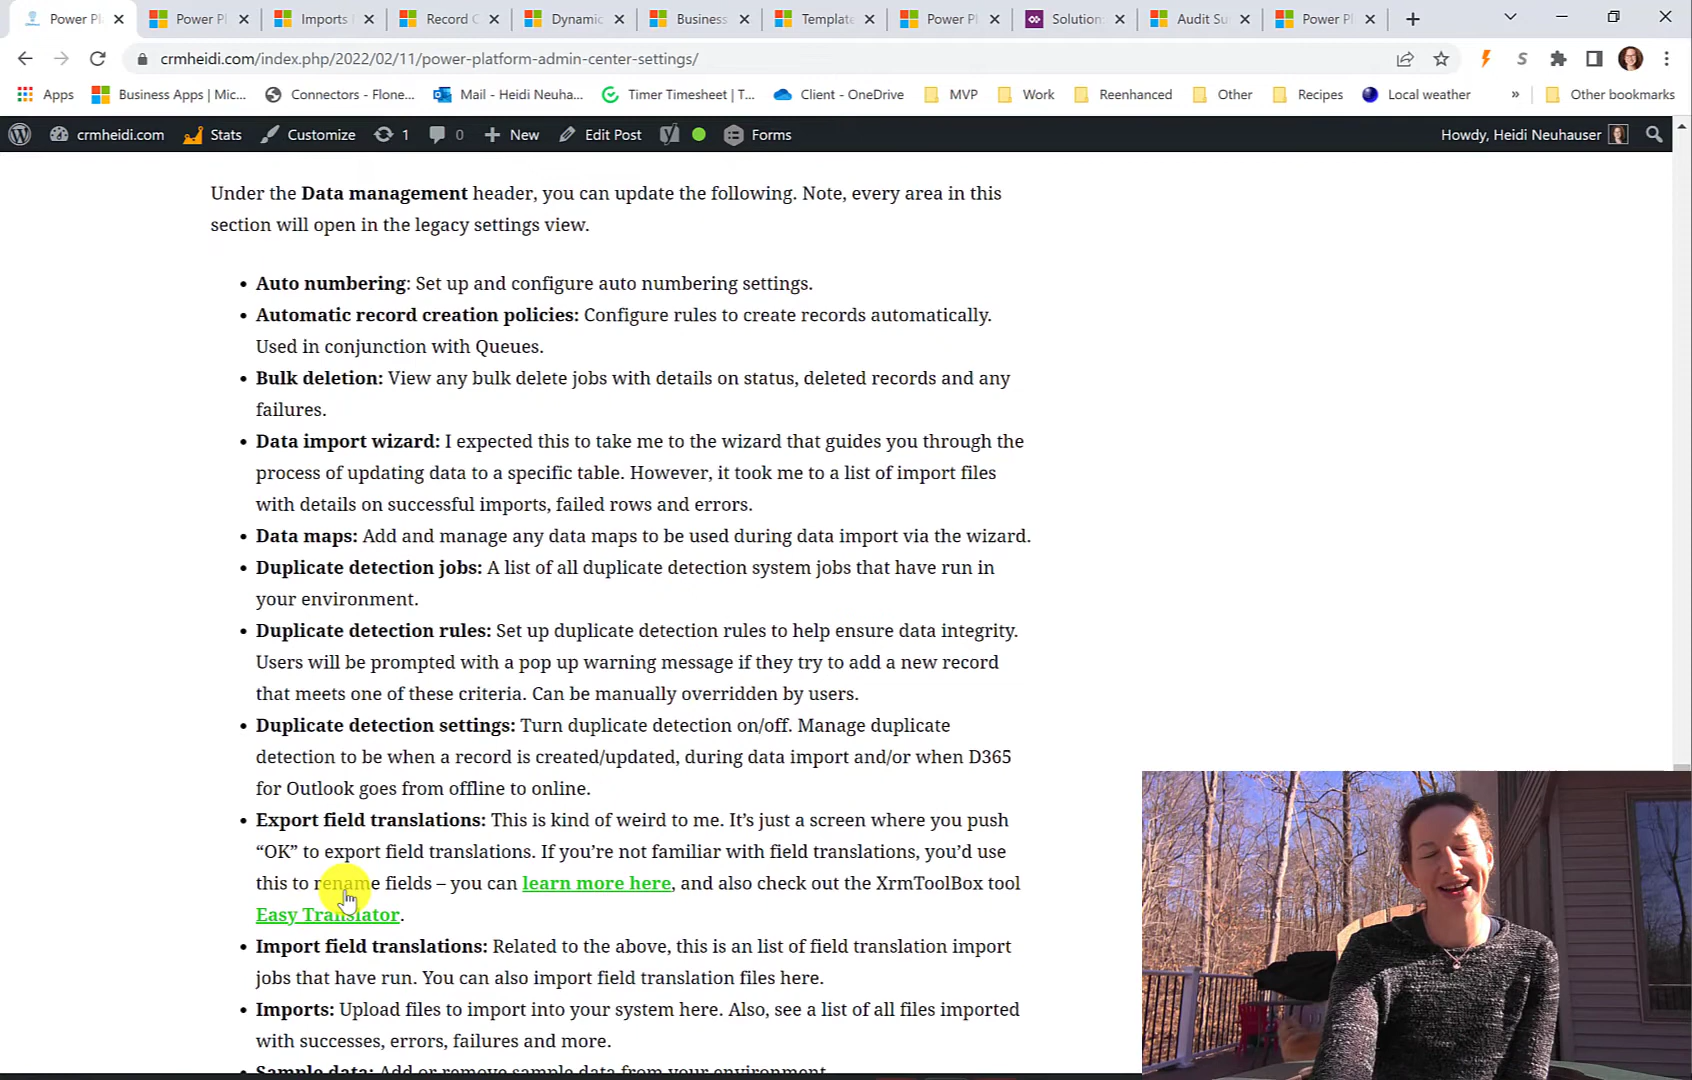 Power Pl
Power Pl
Imports
Record C
Dynamic
Business
Template
Power Pl
Solution
Audit Su
Power Pl
crmheidi.com/index.php/2022/02/11/power-platform-admin-center-settings/
Apps
Business Apps | Mic...
Connectors - Flone...
Mail - Heidi Neuha...
Timer Timesheet | T...
Client - OneDrive
MVP
Work
Reenhanced
Other
Recipes
Local weather
»
Other bookmarks
crmheidi.com
Stats
Customize
1
0
New
Edit Post
Forms
Howdy, Heidi Neuhauser
Under the Data management header, you can update the following. Note, every area in this
section will open in the legacy settings view.
• Auto numbering: Set up and configure auto numbering settings.
• Automatic record creation policies: Configure rules to create records automatically.
Used in conjunction with Queues.
• Bulk deletion: View any bulk delete jobs with details on status, deleted records and any
failures.
• Data import wizard: I expected this to take me to the wizard that guides you through the
process of updating data to a specific table. However, it took me to a list of import files
with details on successful imports, failed rows and errors.
• Data maps: Add and manage any data maps to be used during data import via the wizard.
• Duplicate detection jobs: A list of all duplicate detection system jobs that have run in
your environment.
• Duplicate detection rules: Set up duplicate detection rules to help ensure data integrity.
Users will be prompted with a pop up warning message if they try to add a new record
that meets one of these criteria. Can be manually overridden by users.
• Duplicate detection settings: Turn duplicate detection on/off. Manage duplicate
detection to be when a record is created/updated, during data import and/or when D365
for Outlook goes from offline to online.
• Export field translations: This is kind of weird to me. It’s just a screen where you push
“OK” to export field translations. If you’re not familiar with field translations, you’d use
this to rename fields – you can learn more here, and also check out the XrmToolBox tool
Easy Translator.
• Import field translations: Related to the above, this is an list of field translation import
jobs that have run. You can also import field translation files here.
• Imports: Upload files to import into your system here. Also, see a list of all files imported
with successes, errors, failures and more.
• Sample data: Add or remove sample data from your environment.